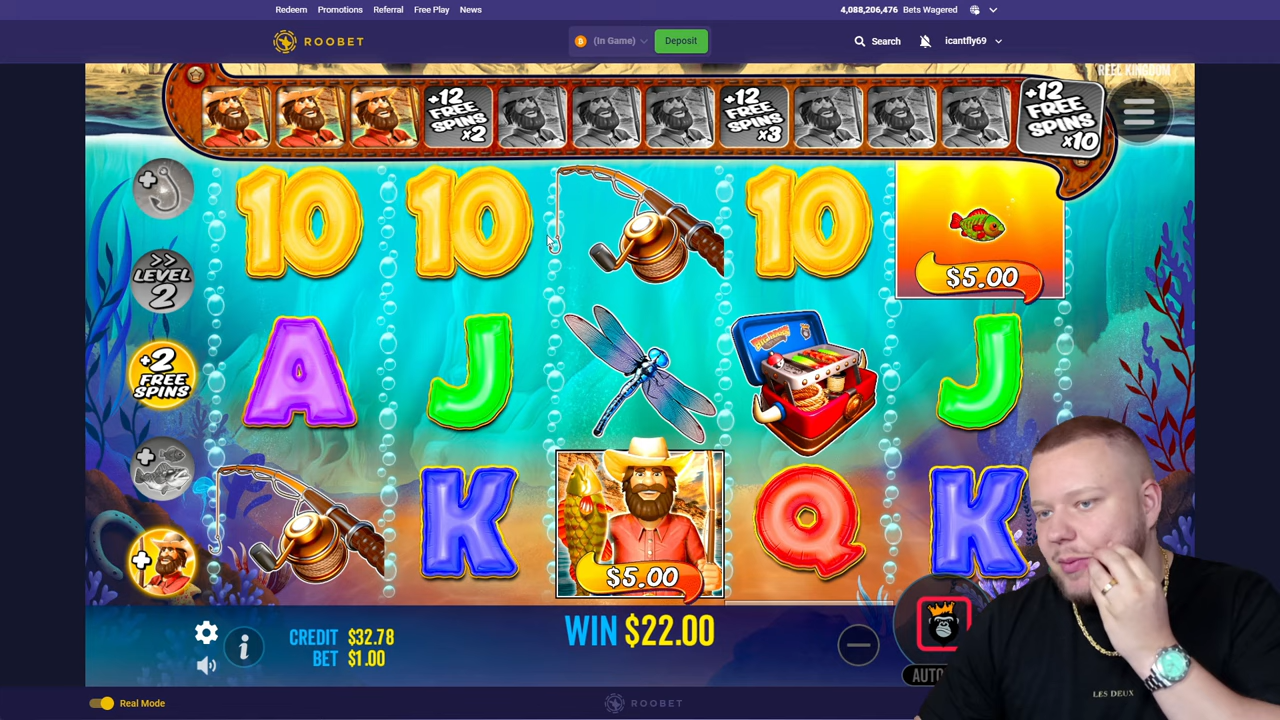 Redeem Promotions Referral Free Play News 4,088,206,476 Bets Wagered
ROOBET (In Game) Deposit Search icantfly69
REEL KINGDOM
+12 FREE SPINS x2
+12 FREE SPINS x3
+12 FREE SPINS x10
10 10 10 $5.00
>> LEVEL 2
+2 FREE SPINS
A J J
K $5.00 Q K
CREDIT $32.78
BET $1.00
WIN $22.00
AUTO
LES DEUX
Real Mode
ROOBET